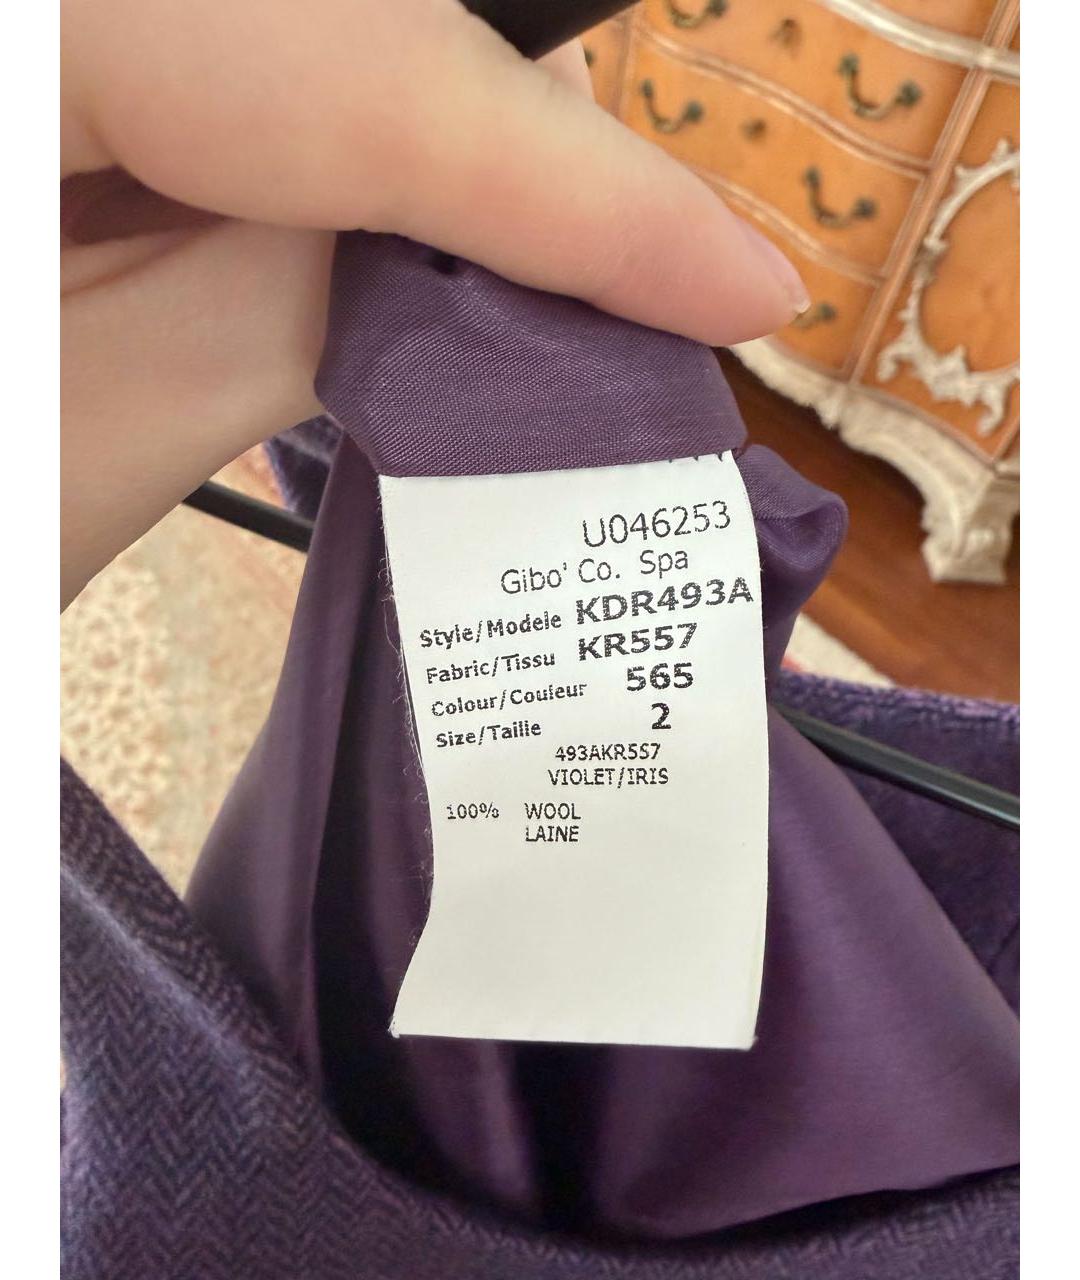 U046253
Gibo' Co. Spa
Style/Modele KDR493A
Fabric/Tissu KR557
Colour/Couleur 565
Size/Taille 2
493AKR557
VIOLET/IRIS
100% WOOL
LAINE